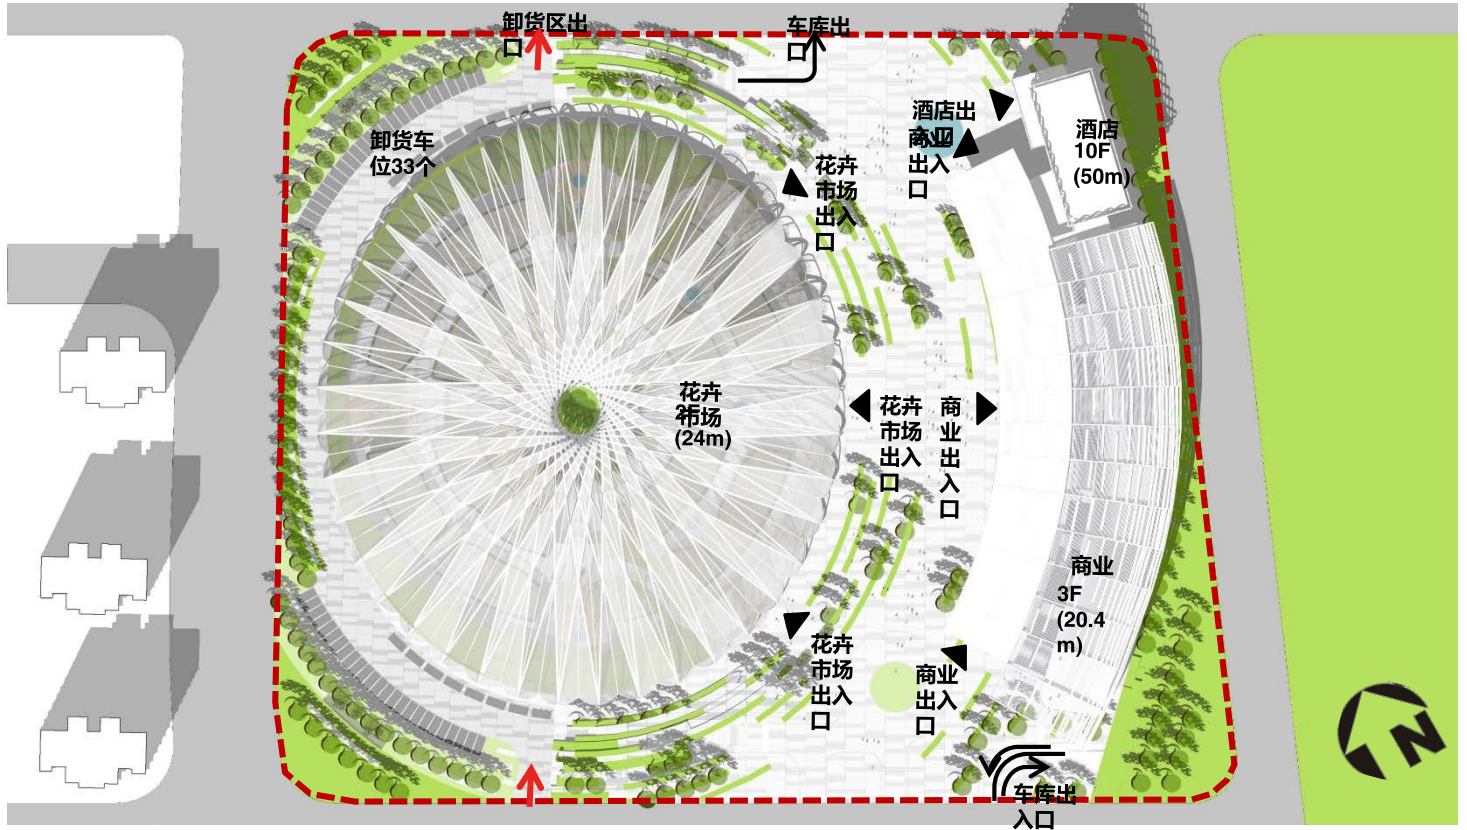 卸货区出
口
车库出
口
卸货车
位33个
酒店出
入口
商业
出入
口
酒店
10F
(50m)
花卉
市场
出入
口
花卉
市场
2F
(24m)
花卉
市场
出入
口
商
业
出
入
口
商业
3F
(20.4
m)
花卉
市场
出入
口
商业
出入
口
车库出
入口
N